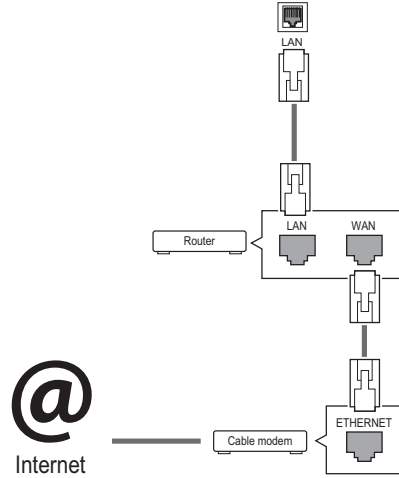 LAN
LAN
WAN
Router
ETHERNET
@
Cable modem
Internet